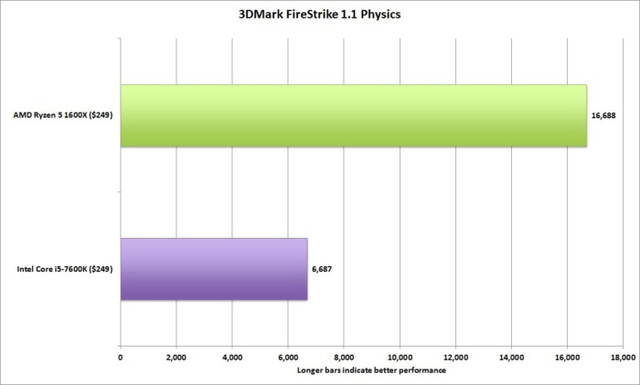 3DMark FireStrike 1.1 Physics
AMD Ryzen 5 1600X ($249)
16,688
Intel Core i5-7600K ($249)
6,687
0 2,000 4,000 6,000 8,000 10,000 12,000 14,000 16,000 18,000
Longer bars indicate better performance